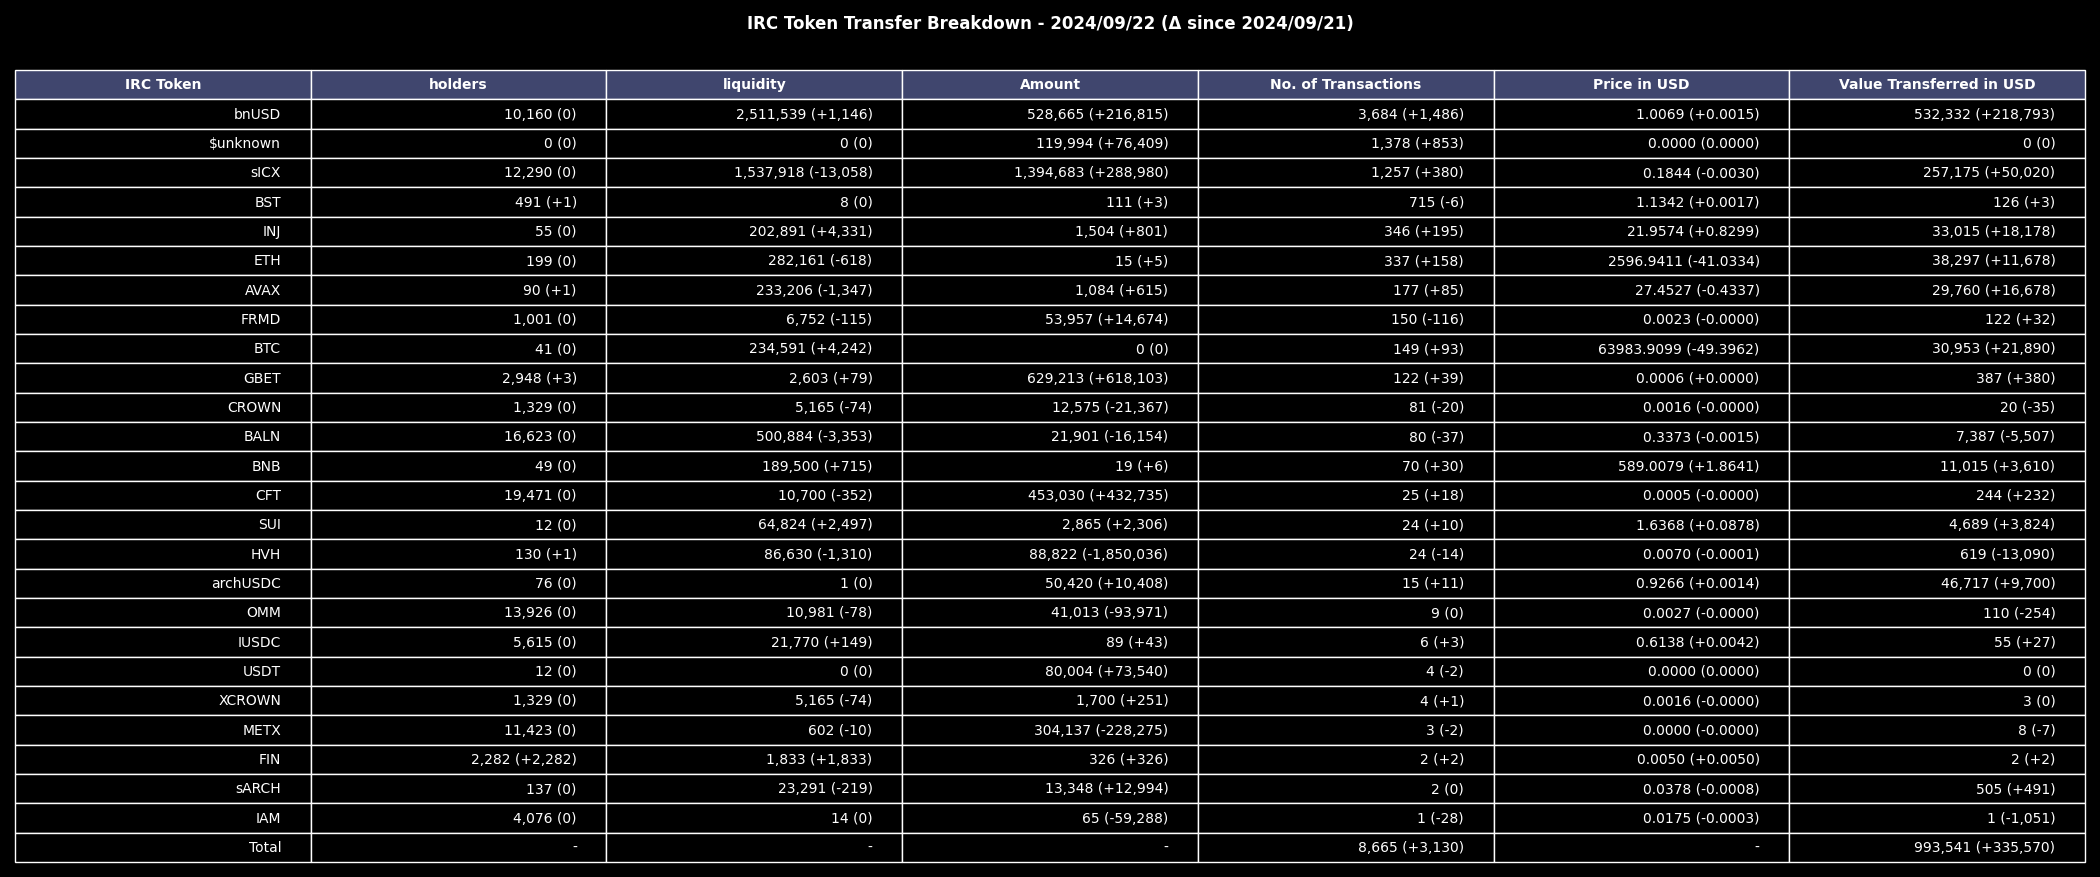 IRC Token Transfer Breakdown - 2024/09/22 (Δ since 2024/09/21)
IRC Token holders liquidity Amount No. of Transactions Price in USD Value Transferred in USD
bnUSD 10,160 (0) 2,511,539 (+1,146) 528,665 (+216,815) 3,684 (+1,486) 1.0069 (+0.0015) 532,332 (+218,793)
$unknown 0 (0) 0 (0) 119,994 (+76,409) 1,378 (+853) 0.0000 (0.0000) 0 (0)
sICX 12,290 (0) 1,537,918 (-13,058) 1,394,683 (+288,980) 1,257 (+380) 0.1844 (-0.0030) 257,175 (+50,020)
BST 491 (+1) 8 (0) 111 (+3) 715 (-6) 1.1342 (+0.0017) 126 (+3)
INJ 55 (0) 202,891 (+4,331) 1,504 (+801) 346 (+195) 21.9574 (+0.8299) 33,015 (+18,178)
ETH 199 (0) 282,161 (-618) 15 (+5) 337 (+158) 2596.9411 (-41.0334) 38,297 (+11,678)
AVAX 90 (+1) 233,206 (-1,347) 1,084 (+615) 177 (+85) 27.4527 (-0.4337) 29,760 (+16,678)
FRMD 1,001 (0) 6,752 (-115) 53,957 (+14,674) 150 (-116) 0.0023 (-0.0000) 122 (+32)
BTC 41 (0) 234,591 (+4,242) 0 (0) 149 (+93) 63983.9099 (-49.3962) 30,953 (+21,890)
GBET 2,948 (+3) 2,603 (+79) 629,213 (+618,103) 122 (+39) 0.0006 (+0.0000) 387 (+380)
CROWN 1,329 (0) 5,165 (-74) 12,575 (-21,367) 81 (-20) 0.0016 (-0.0000) 20 (-35)
BALN 16,623 (0) 500,884 (-3,353) 21,901 (-16,154) 80 (-37) 0.3373 (-0.0015) 7,387 (-5,507)
BNB 49 (0) 189,500 (+715) 19 (+6) 70 (+30) 589.0079 (+1.8641) 11,015 (+3,610)
CFT 19,471 (0) 10,700 (-352) 453,030 (+432,735) 25 (+18) 0.0005 (-0.0000) 244 (+232)
SUI 12 (0) 64,824 (+2,497) 2,865 (+2,306) 24 (+10) 1.6368 (+0.0878) 4,689 (+3,824)
HVH 130 (+1) 86,630 (-1,310) 88,822 (-1,850,036) 24 (-14) 0.0070 (-0.0001) 619 (-13,090)
archUSDC 76 (0) 1 (0) 50,420 (+10,408) 15 (+11) 0.9266 (+0.0014) 46,717 (+9,700)
OMM 13,926 (0) 10,981 (-78) 41,013 (-93,971) 9 (0) 0.0027 (-0.0000) 110 (-254)
IUSDC 5,615 (0) 21,770 (+149) 89 (+43) 6 (+3) 0.6138 (+0.0042) 55 (+27)
USDT 12 (0) 0 (0) 80,004 (+73,540) 4 (-2) 0.0000 (0.0000) 0 (0)
XCROWN 1,329 (0) 5,165 (-74) 1,700 (+251) 4 (+1) 0.0016 (-0.0000) 3 (0)
METX 11,423 (0) 602 (-10) 304,137 (-228,275) 3 (-2) 0.0000 (-0.0000) 8 (-7)
FIN 2,282 (+2,282) 1,833 (+1,833) 326 (+326) 2 (+2) 0.0050 (+0.0050) 2 (+2)
sARCH 137 (0) 23,291 (-219) 13,348 (+12,994) 2 (0) 0.0378 (-0.0008) 505 (+491)
IAM 4,076 (0) 14 (0) 65 (-59,288) 1 (-28) 0.0175 (-0.0003) 1 (-1,051)
Total - - - 8,665 (+3,130) - 993,541 (+335,570)